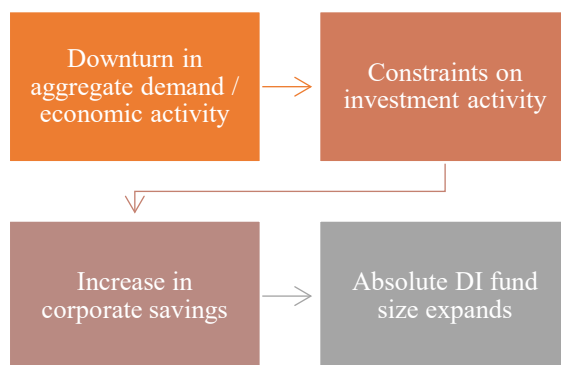 Downturn in
aggregate demand /
economic activity
Constraints on
investment activity
Increase in
corporate savings
Absolute DI fund
size expands